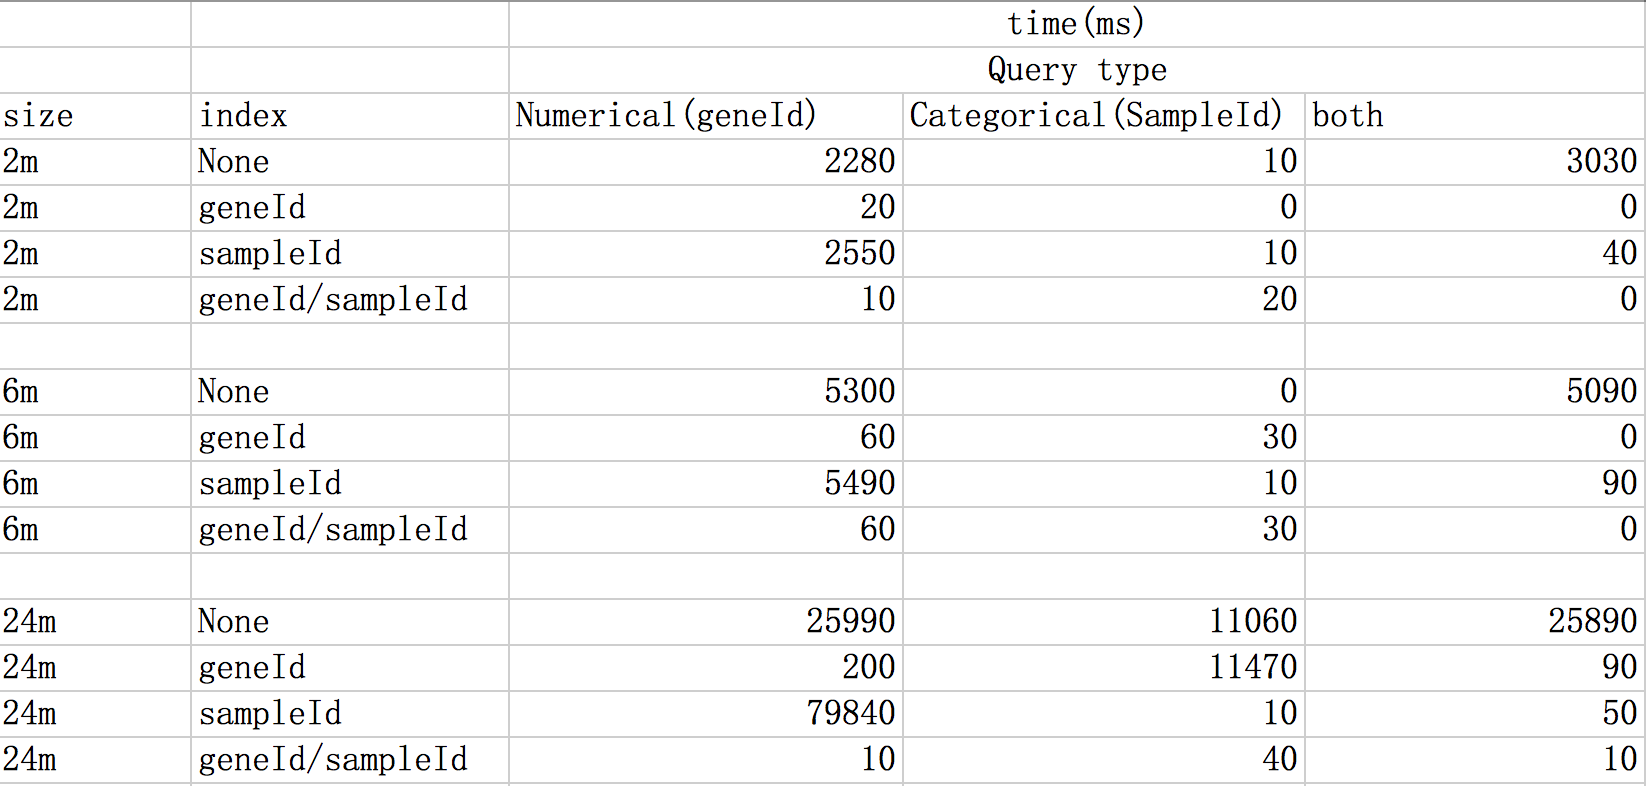 time(ms)
Query type
size index Numerical(geneId) Categorical(SampleId) both
2m None 2280 10 3030
2m geneId 20 0 0
2m sampleId 2550 10 40
2m geneId/sampleId 10 20 0
6m None 5300 0 5090
6m geneId 60 30 0
6m sampleId 5490 10 90
6m geneId/sampleId 60 30 0
24m None 25990 11060 25890
24m geneId 200 11470 90
24m sampleId 79840 10 50
24m geneId/sampleId 10 40 10